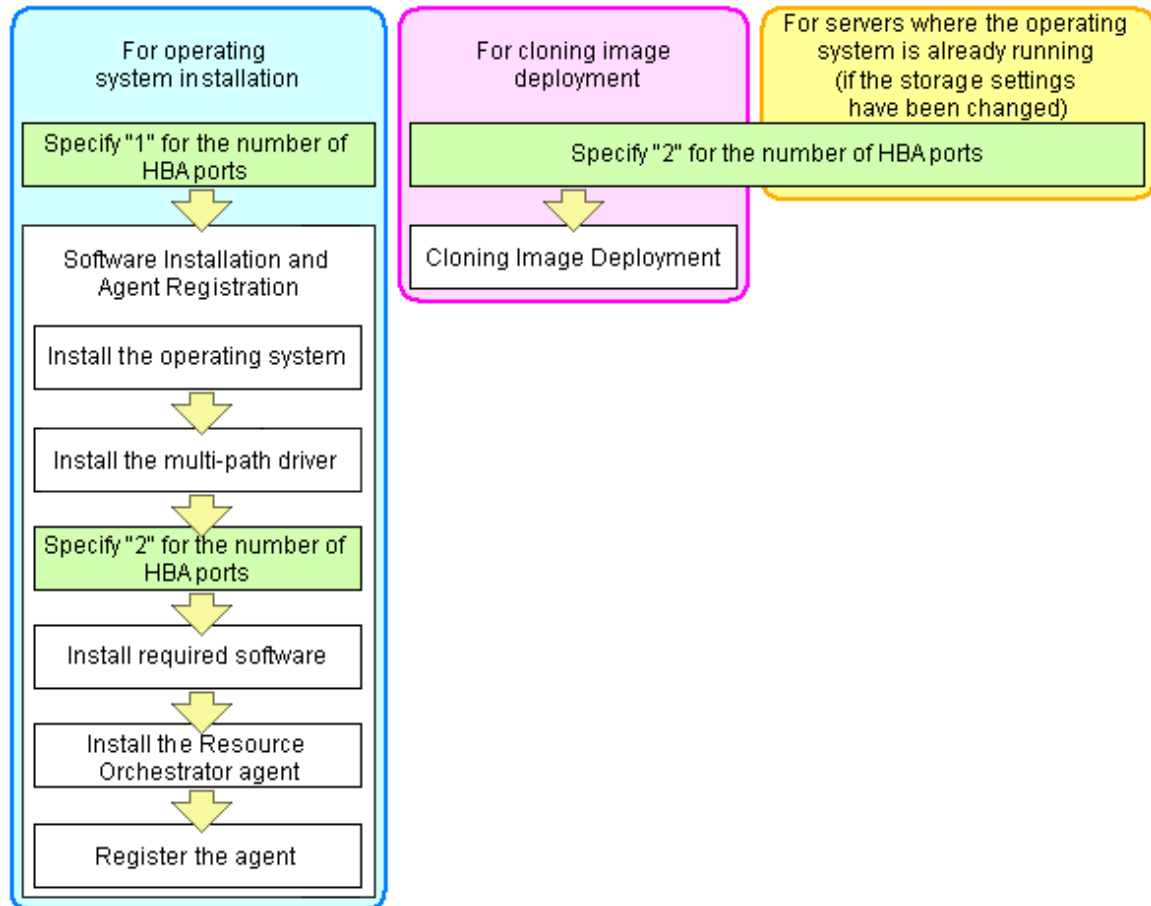 For operating
system installation
Specify "1" for the number of
HBA ports
Software Installation and
Agent Registration
Install the operating system
Install the multi-path driver
Specify "2" for the number of
HBA ports
Install required software
Install the Resource
Orchestrator agent
Register the agent
For cloning image
deployment
For servers where the operating
system is already running
(if the storage settings
have been changed)
Specify "2" for the number of HBA ports
Cloning Image Deployment